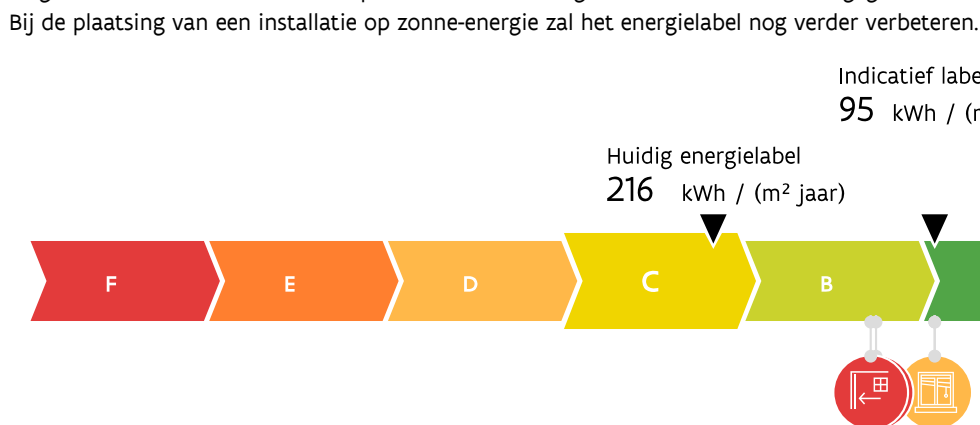 Bij de plaatsing van een installatie op zonne-energie zal het energielabel nog verder verbeteren.
Indicatief
95 kWh /
Huidig energielabel
216 kWh / (m² jaar)
F E D C B